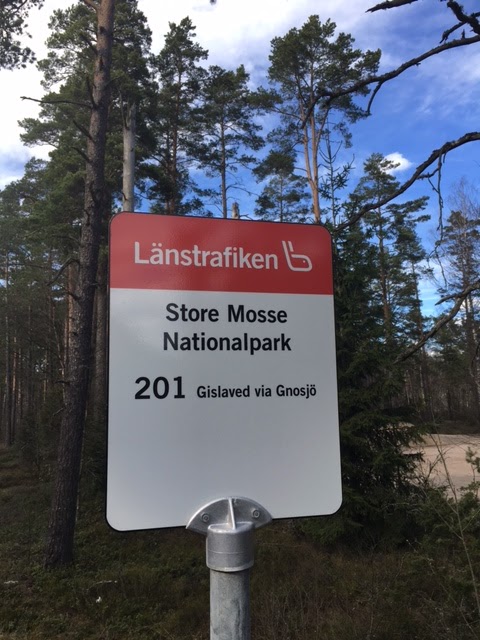 Länstrafiken
Store Mosse
Nationalpark
201 Gislaved via Gnosjö